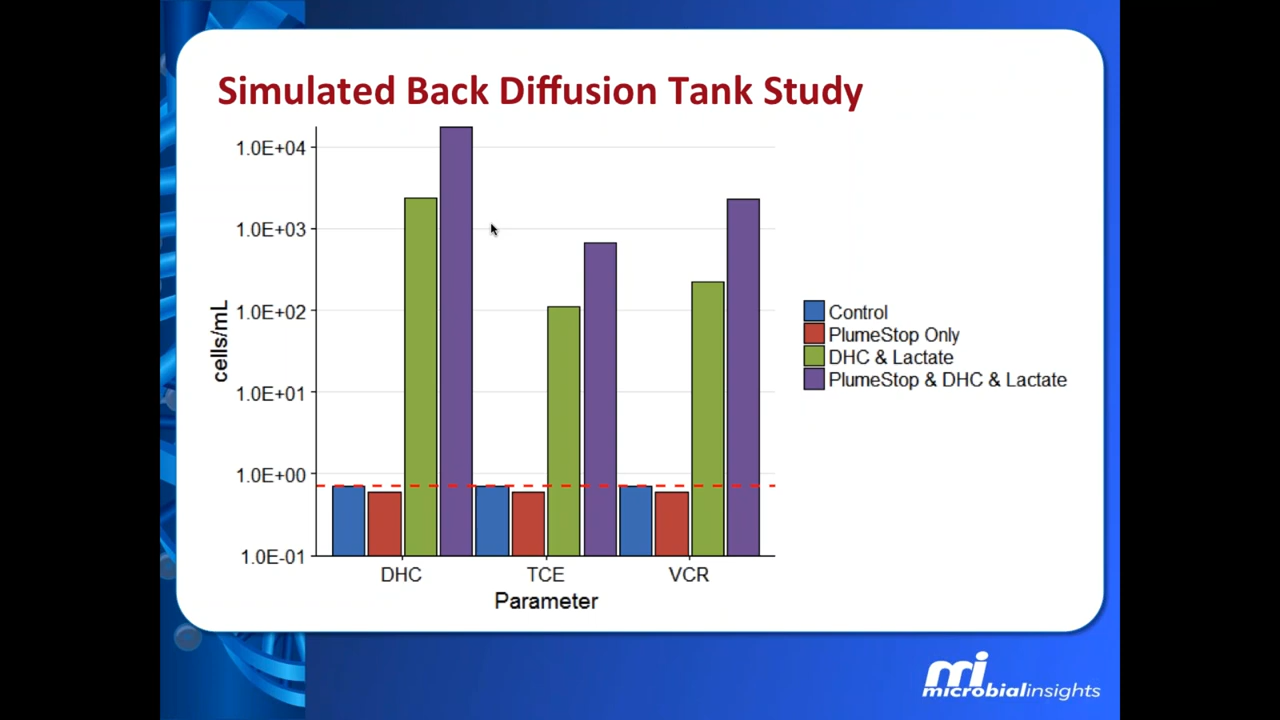 Simulated Back Diffusion Tank Study
1.0E+04
1.0E+03
1.0E+02
1.0E+01
1.0E+00
1.0E-01
cells/mL
DHC
TCE
VCR
Parameter
Control
PlumeStop Only
DHC & Lactate
PlumeStop & DHC & Lactate
mi
microbialinsights